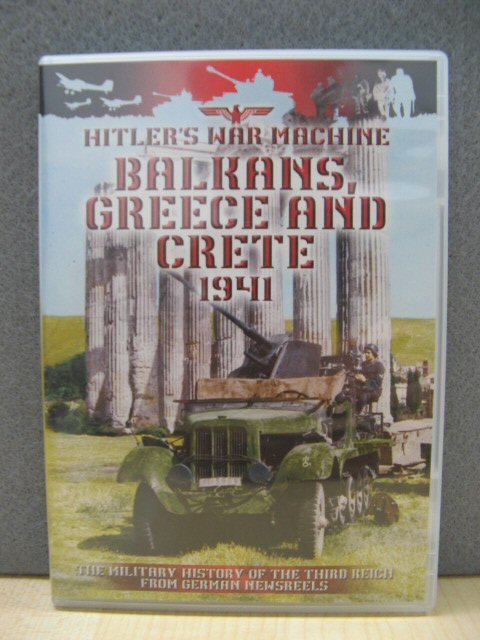 HITLER'S WAR MACHINE
BALKANS,
GREECE AND
CRETE
1941
THE MILITARY HISTORY OF THE THIRD REICH
FROM GERMAN NEWSREELS